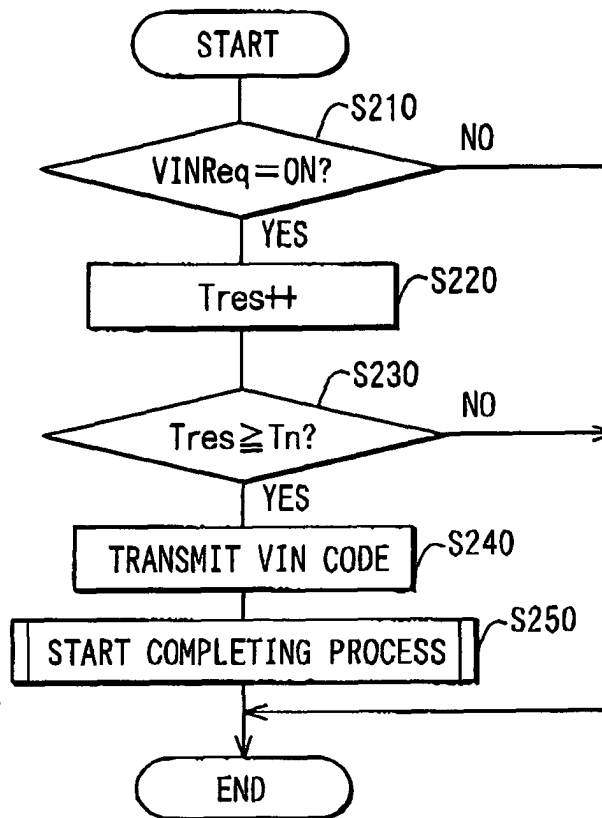 START
S210
NO
VINReq=ON?
YES
S220
Tres++
S230
NO
Tres≧Tn?
YES
S240
TRANSMIT VIN CODE
S250
START COMPLETING PROCESS
END